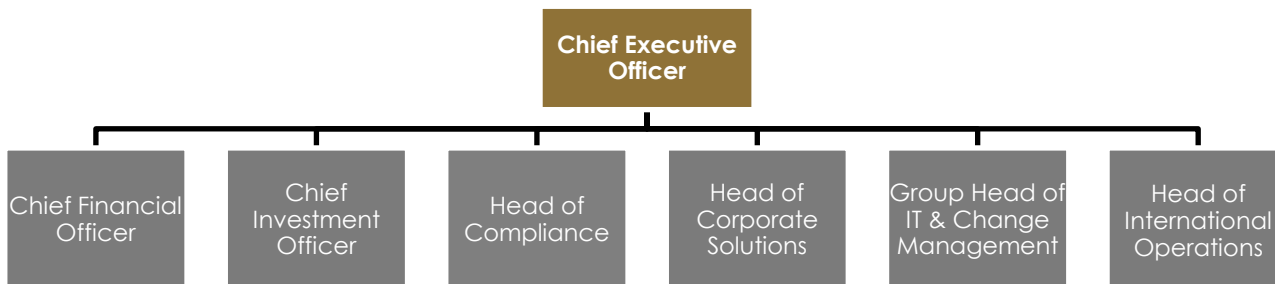 Chief Executive
Officer
Chief Financial
Officer
Chief
Investment
Officer
Head of
Compliance
Head of
Corporate
Solutions
Group Head of
IT & Change
Management
Head of
International
Operations